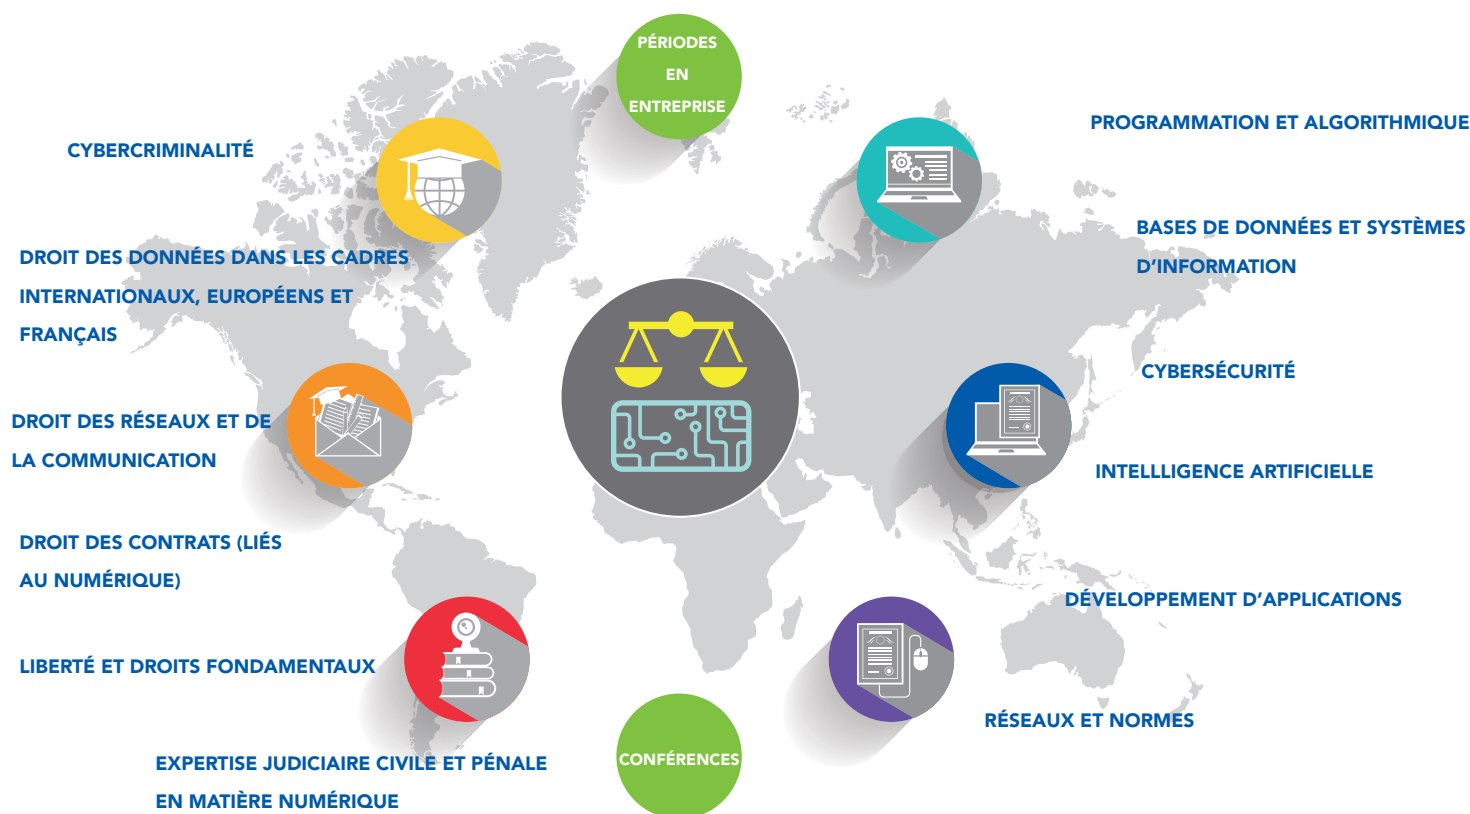 PÉRIODES
EN
ENTREPRISE
CYBERCRIMINALITÉ
DROIT DES DONNÉES DANS LES CADRES
INTERNATIONAUX, EUROPÉENS ET
FRANÇAIS
DROIT DES RÉSEAUX ET DE
LA COMMUNICATION
DROIT DES CONTRATS (LIÉS
AU NUMÉRIQUE)
LIBERTÉ ET DROITS FONDAMENTAUX
EXPERTISE JUDICIAIRE CIVILE ET PÉNALE
EN MATIÈRE NUMÉRIQUE
PROGRAMMATION ET ALGORITHMIQUE
BASES DE DONNÉES ET SYSTÈMES
D’INFORMATION
CYBERSÉCURITÉ
INTELLLIGENCE ARTIFICIELLE
DÉVELOPPEMENT D’APPLICATIONS
RÉSEAUX ET NORMES
CONFÉRENCES